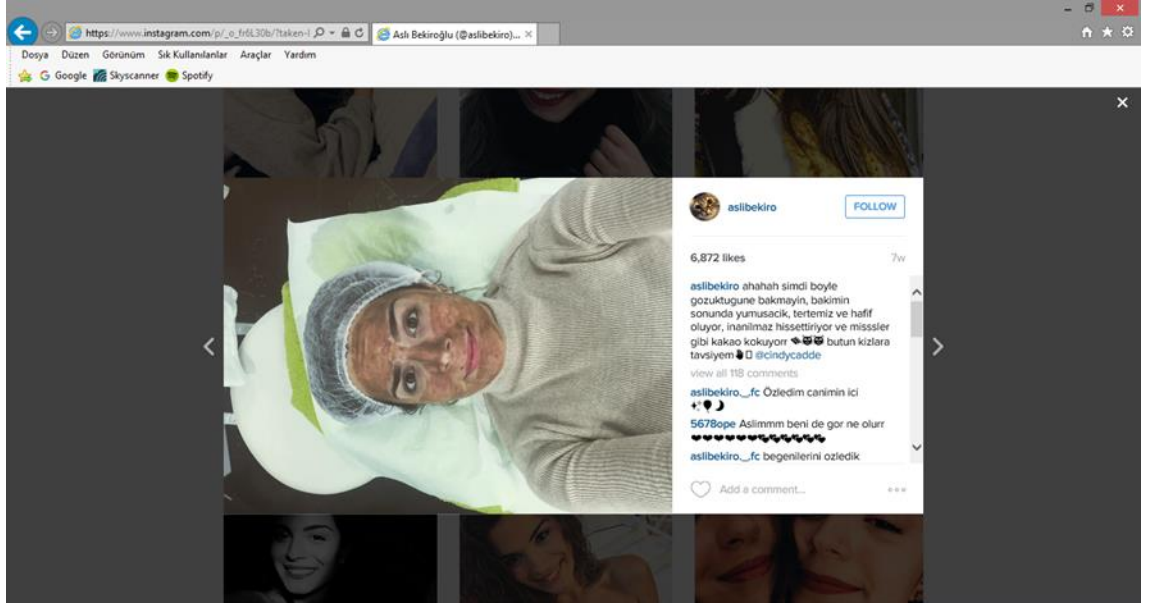 https://www.instagram.com/p/_o_fr6L30b/?taken-l
Aslı Bekiroğlu (@aslibekiro)...
Dosya Düzen Görünüm Sık Kullanılanlar Araçlar Yardım
Google Skyscanner Spotify
aslibekiro FOLLOW
6,872 likes 7w
aslibekiro ahahah simdi boyle
gozuktugune bakmayin, bakimin
sonunda yumusacik, tertemiz ve hafif
oluyor, inanilmaz hissettiriyor ve misssler
gibi kakao kokuyorr butun kizlara
tavsiyem @cindycadde
view all 118 comments
aslibekiro._.fc Özledim canimin ici
5678ope Aslimmm beni de gor ne olurr
aslibekiro._.fc begenilerini ozledik
Add a comment...